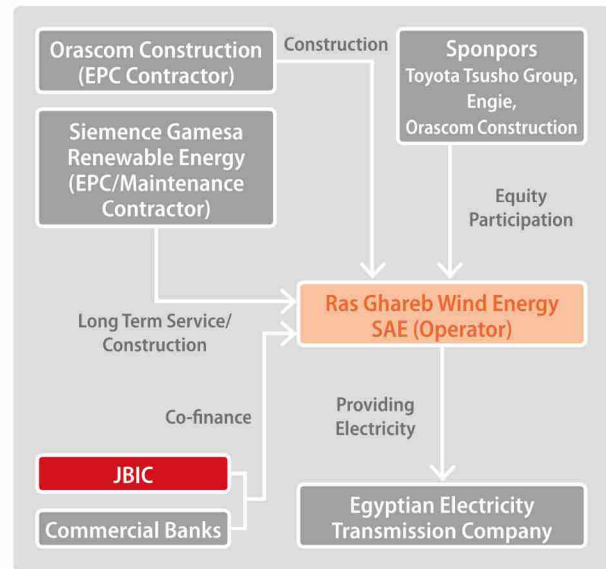 Orascom Construction
(EPC Contractor)
Construction
Sponpors
Toyota Tsusho Group,
Engie,
Orascom Construction
Siemence Gamesa
Renewable Energy
(EPC/Maintenance
Contractor)
Equity
Participation
Long Term Service/
Construction
Ras Ghareb Wind Energy
SAE (Operator)
Co-finance
Providing
Electricity
JBIC
Commercial Banks
Egyptian Electricity
Transmission Company